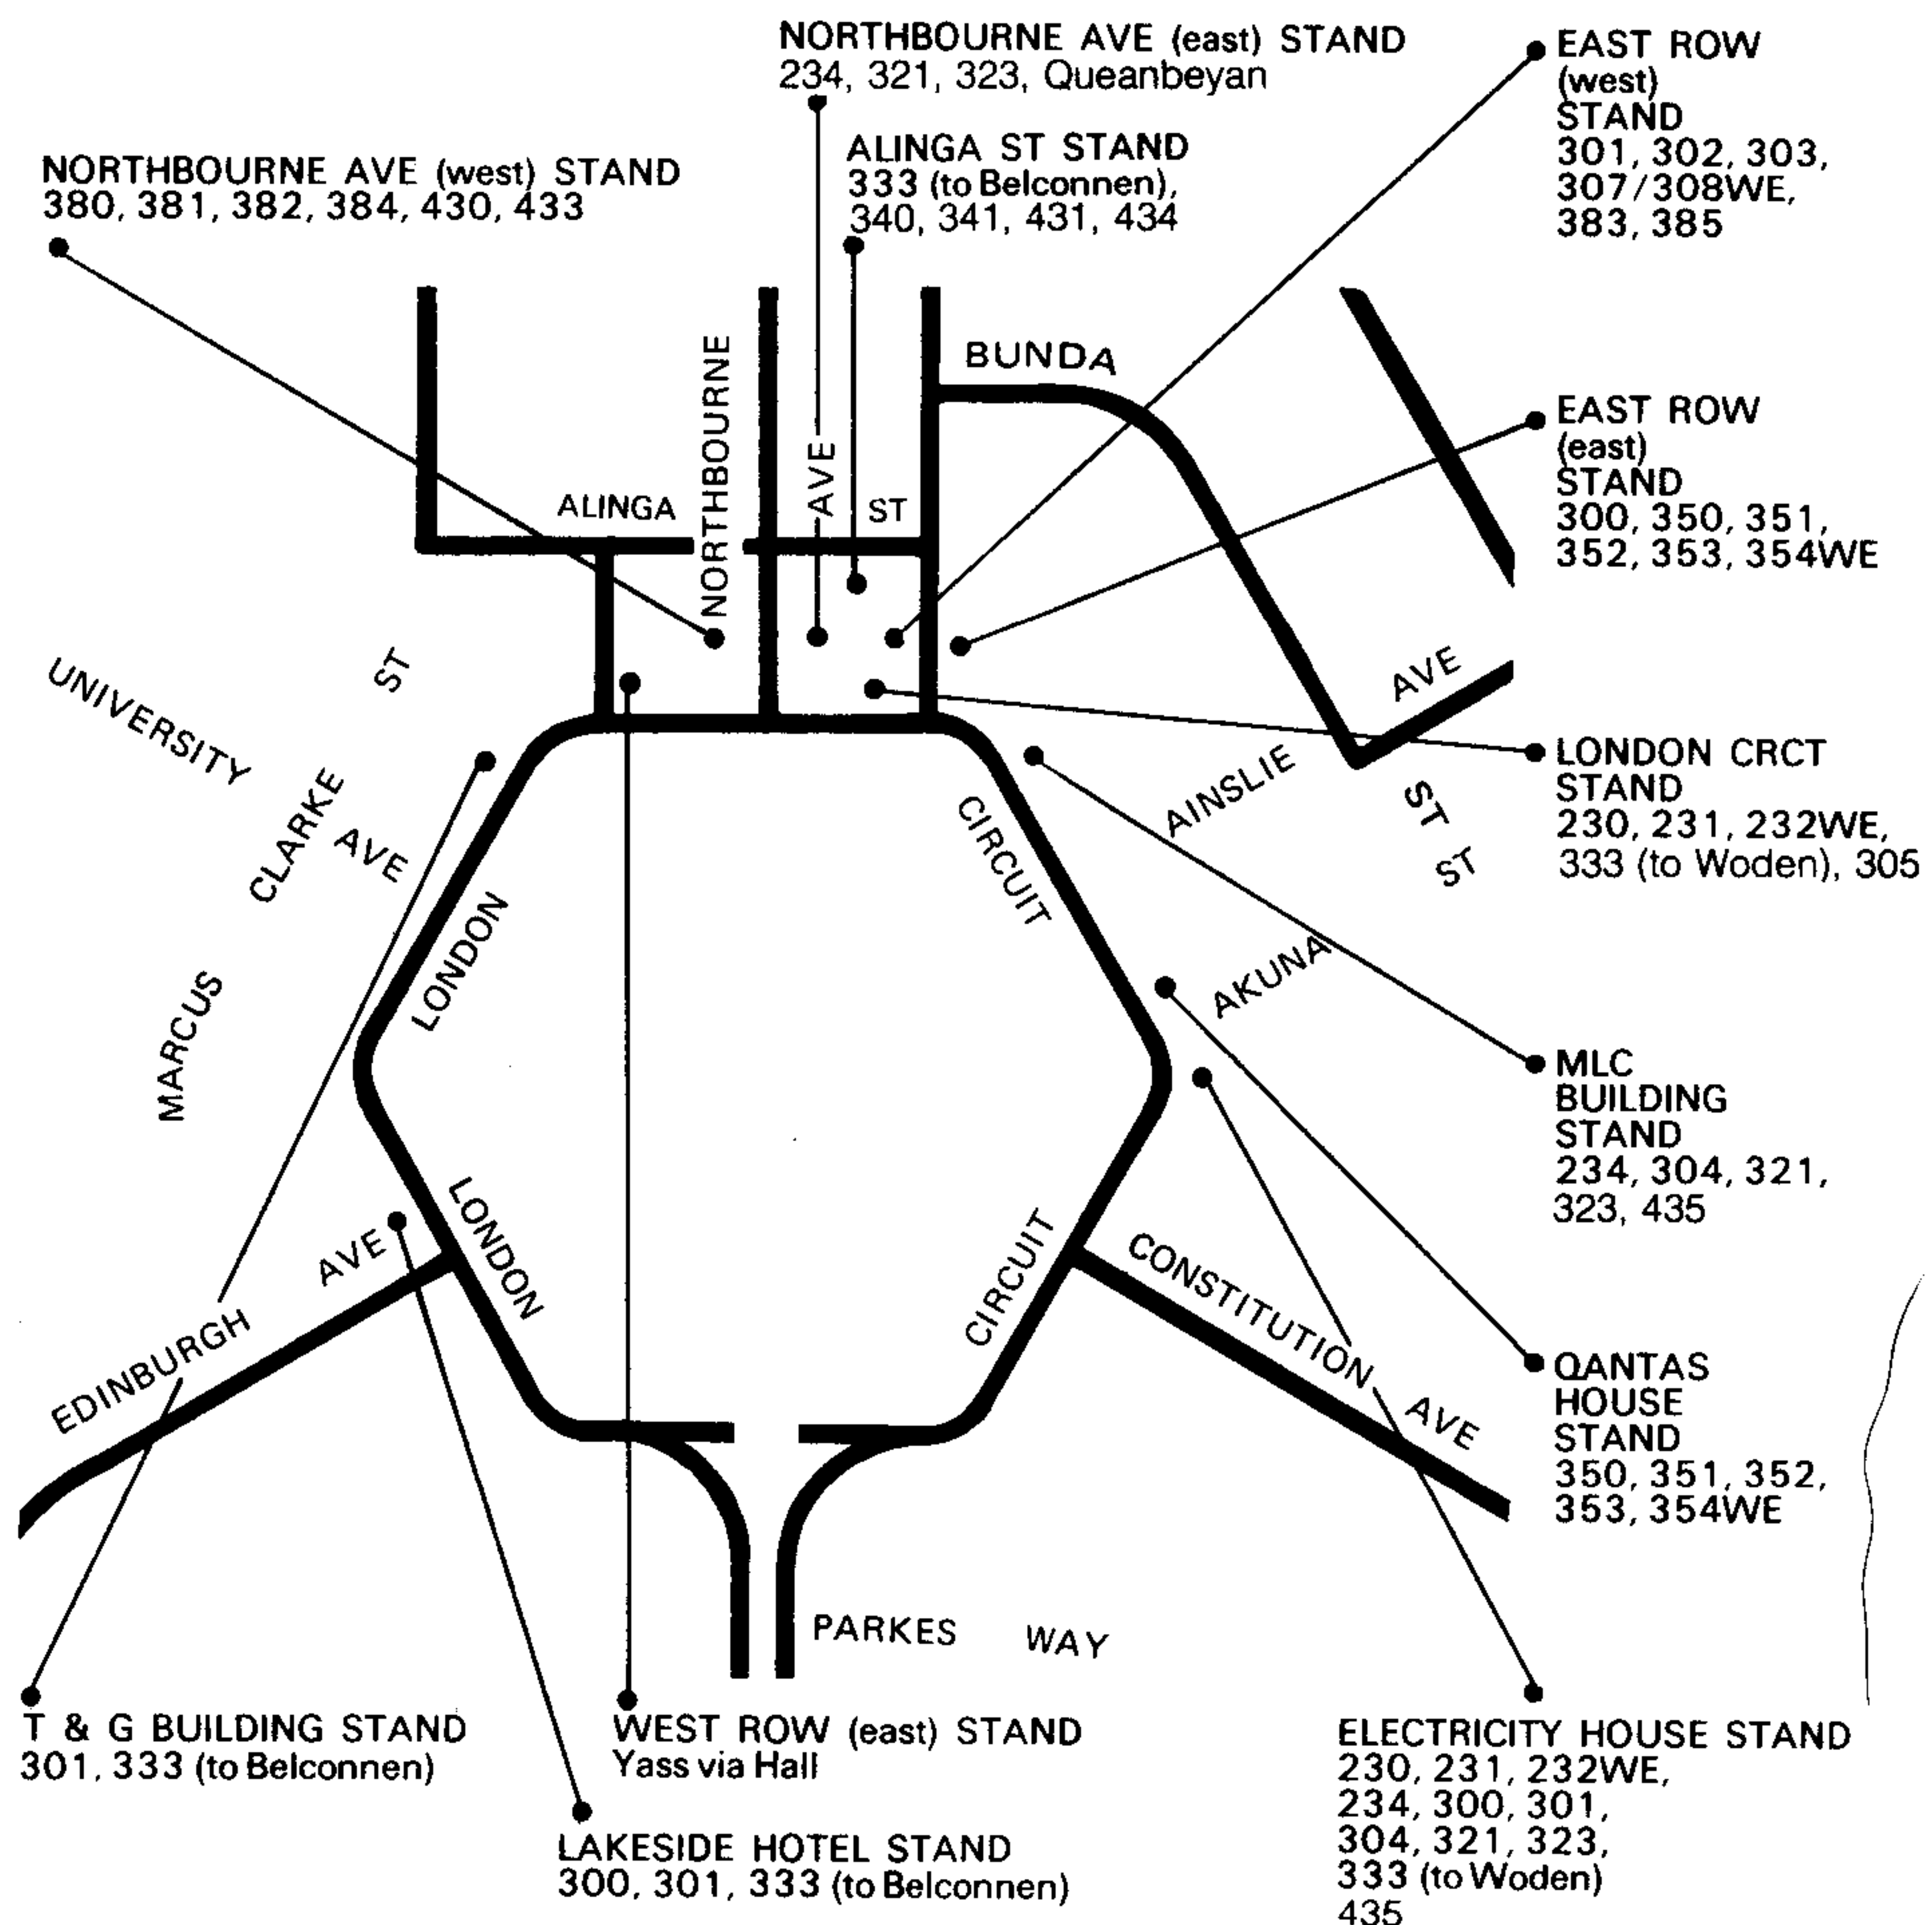 NORTHBOURNE AVE (east) STAND
234, 321, 323, Queanbeyan
ALINGA ST STAND
333 (to Belconnen),
340, 341, 431, 434
NORTHBOURNE AVE (west) STAND
380, 381, 382, 384, 430, 433
EAST ROW
(west)
STAND
301, 302, 303,
307/308WE,
383, 385
EAST ROW
(east)
STAND
300, 350, 351,
352, 353, 354WE
BUNDA
NORTHBOURNE
AVE
ALINGA
ST
UNIVERSITY
AVE
MARCUS
CLARKE
ST
LONDON
CIRCUIT
AINSLIE
AVE
ST
ST
AKUNA
LONDON CRCT
STAND
230, 231, 232WE,
333 (to Woden), 305
MLC
BUILDING
STAND
234, 304, 321,
323, 435
EDINBURGH
AVE
LONDON
CIRCUIT
CONSTITUTION
AVE
QANTAS
HOUSE
STAND
350, 351, 352,
353, 354WE
PARKES WAY
T & G BUILDING STAND
301, 333 (to Belconnen)
WEST ROW (east) STAND
Yass via Hall
LAKESIDE HOTEL STAND
300, 301, 333 (to Belconnen)
ELECTRICITY HOUSE STAND
230, 231, 232WE,
234, 300, 301,
304, 321, 323,
333 (to Woden)
435